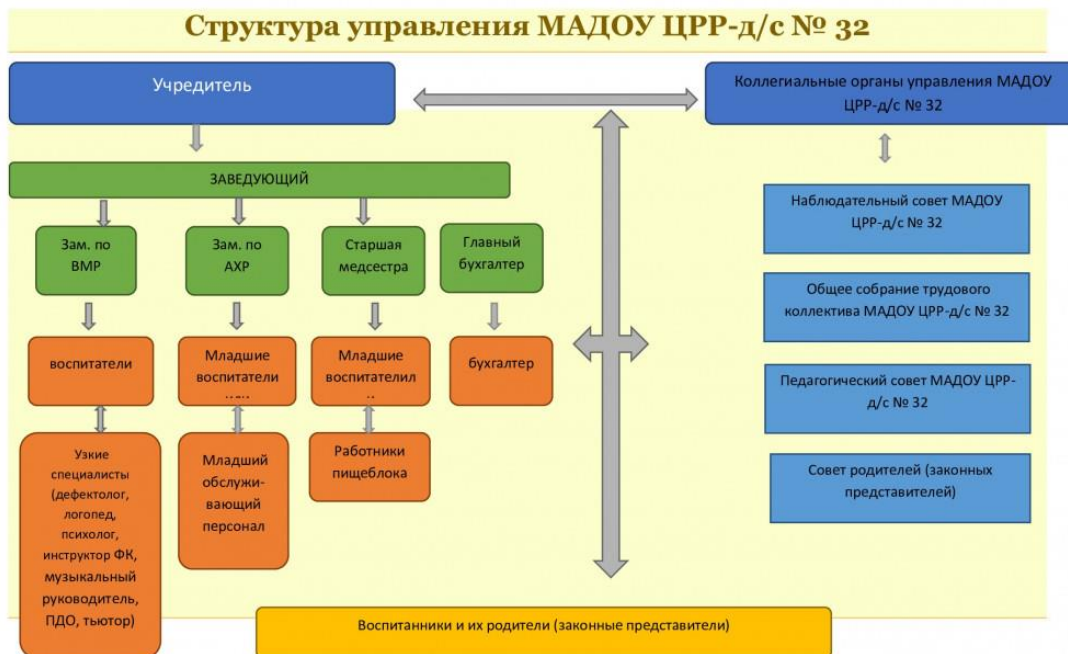 Структура управления МАДОУ ЦРР-д/с № 32
Учредитель
Коллегиальные органы управления МАДОУ
ЦРР-д/с № 32
ЗАВЕДУЮЩИЙ
Зам. по
ВМР
Зам. по
АХР
Старшая
медсестра
Главный
бухгалтер
воспитатели
Младшие
воспитатели
Младшие
воспитателил
бухгалтер
Узкие
специалисты
(дефектолог,
логопед,
психолог,
инструктор ФК,
музыкальный
руководитель,
ПДО, тьютор)
Младший
обслужи-
вающий
персонал
Работники
пищеблока
Наблюдательный совет МАДОУ
ЦРР-д/с № 32
Общее собрание трудового
коллектива МАДОУ ЦРР-д/с № 32
Педагогический совет МАДОУ ЦРР-
д/с № 32
Совет родителей (законных
представителей)
Воспитанники и их родители (законные представители)